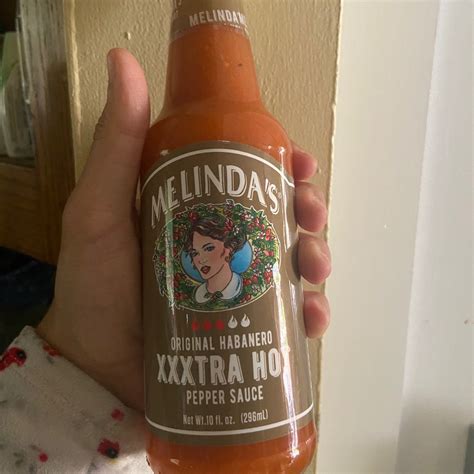 MELINDA'S
MELINDA'S
ORIGINAL HABANERO
XXXTRA HOT
PEPPER SAUCE
Net Wt. 10 fl. oz. (296mL)